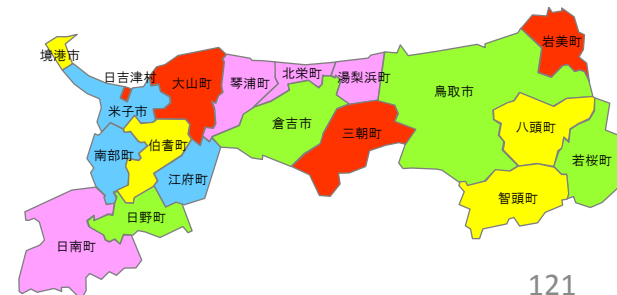 境港市
日吉津村
米子市
大山町
琴浦町
北栄町
湯梨浜町
鳥取市
岩美町
南部町
伯耆町
江府町
倉吉市
三朝町
八頭町
若桜町
智頭町
日野町
日南町
121